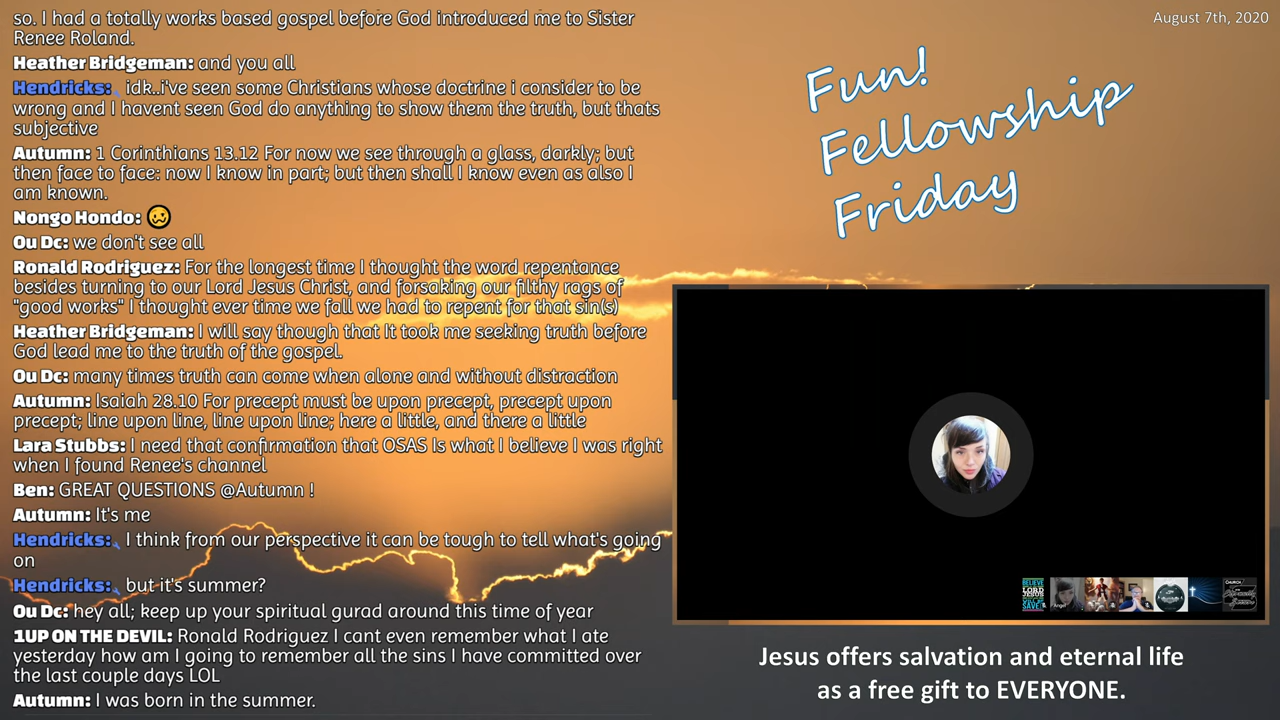 so. I had a totally works based gospel before God introduced me to Sister
Renee Roland.
Heather Bridgeman: and you all
Hendricks: idk..i've seen some Christians whose doctrine i consider to be
wrong and I havent seen God do anything to show them the truth, but thats
subjective
Autumn: 1 Corinthians 13.12 For now we see through a glass, darkly; but
then face to face: now I know in part; but then shall I know even as also I
am known.
Nongo Hondo:
Ou Dc: we don't see all
Ronald Rodriguez: For the longest time I thought the word repentance
besides turning to our Lord Jesus Christ, and forsaking our filthy rags of
"good works" I thought ever time we fall we had to repent for that sin(s)
Heather Bridgeman: I will say though that It took me seeking truth before
God lead me to the truth of the gospel.
Ou Dc: many times truth can come when alone and without distraction
Autumn: Isaiah 28.10 For precept must be upon precept, precept upon
precept; line upon line, line upon line; here a little, and there a little
Lara Stubbs: I need that confirmation that OSAS Is what I believe I was right
when I found Renee's channel
Ben: GREAT QUESTIONS @Autumn !
Autumn: It's me
Hendricks: I think from our perspective it can be tough to tell what's going
on
Hendricks: but it's summer?
Ou Dc: hey all; keep up your spiritual gurad around this time of year
1UP ON THE DEVIL: Ronald Rodriguez I cant even remember what I ate
yesterday how am I going to remember all the sins I have committed over
the last couple days LOL
Autumn: I was born in the summer.
August 7th, 2020
Fun!
Fellowship
Friday
BELIEVE
LORD
JESUS
SAVE
Angel
CHURCH
Jesus offers salvation and eternal life
as a free gift to EVERYONE.